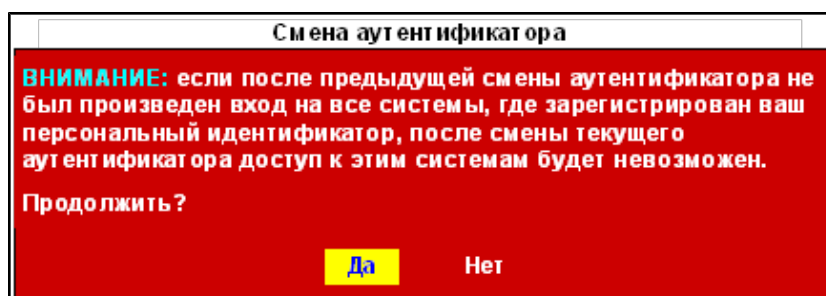 Смена аутентификатора
ВНИМАНИЕ: если после предыдущей смены аутентификатора не
был произведен вход на все системы, где зарегистрирован ваш
персональный идентификатор, после смены текущего
аутентификатора доступ к этим системам будет невозможен.
Продолжить?
Да Нет